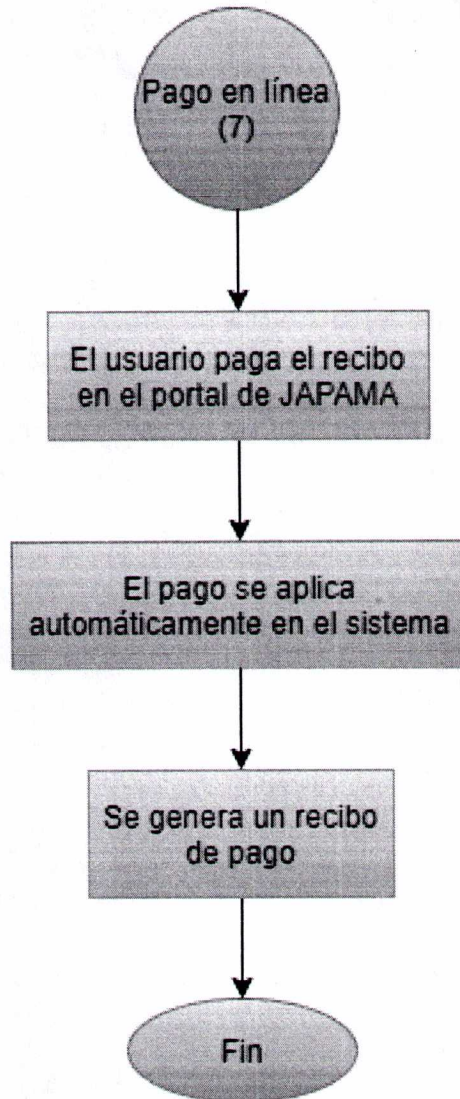 Pago en línea
(7)
El usuario paga el recibo
en el portal de JAPAMA
El pago se aplica
automáticamente en el sistema
Se genera un recibo
de pago
Fin